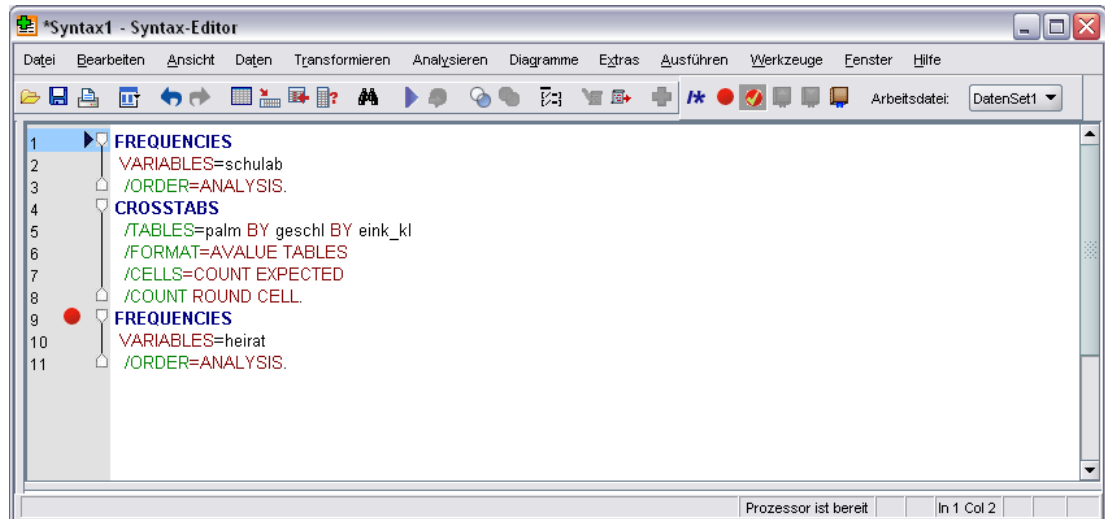 *Syntax1 - Syntax-Editor
Datei Bearbeiten Ansicht Daten Transformieren Analysieren Diagramme Extras Ausführen Werkzeuge Fenster Hilfe
Arbeitsdatei: DatenSet1
1 FREQUENCIES
2 VARIABLES=schulab
3 /ORDER=ANALYSIS.
4 CROSSTABS
5 /TABLES=palm BY geschl BY eink_kl
6 /FORMAT=AVALUE TABLES
7 /CELLS=COUNT EXPECTED
8 /COUNT ROUND CELL.
9 FREQUENCIES
10 VARIABLES=heirat
11 /ORDER=ANALYSIS.
Prozessor ist bereit In 1 Col 2